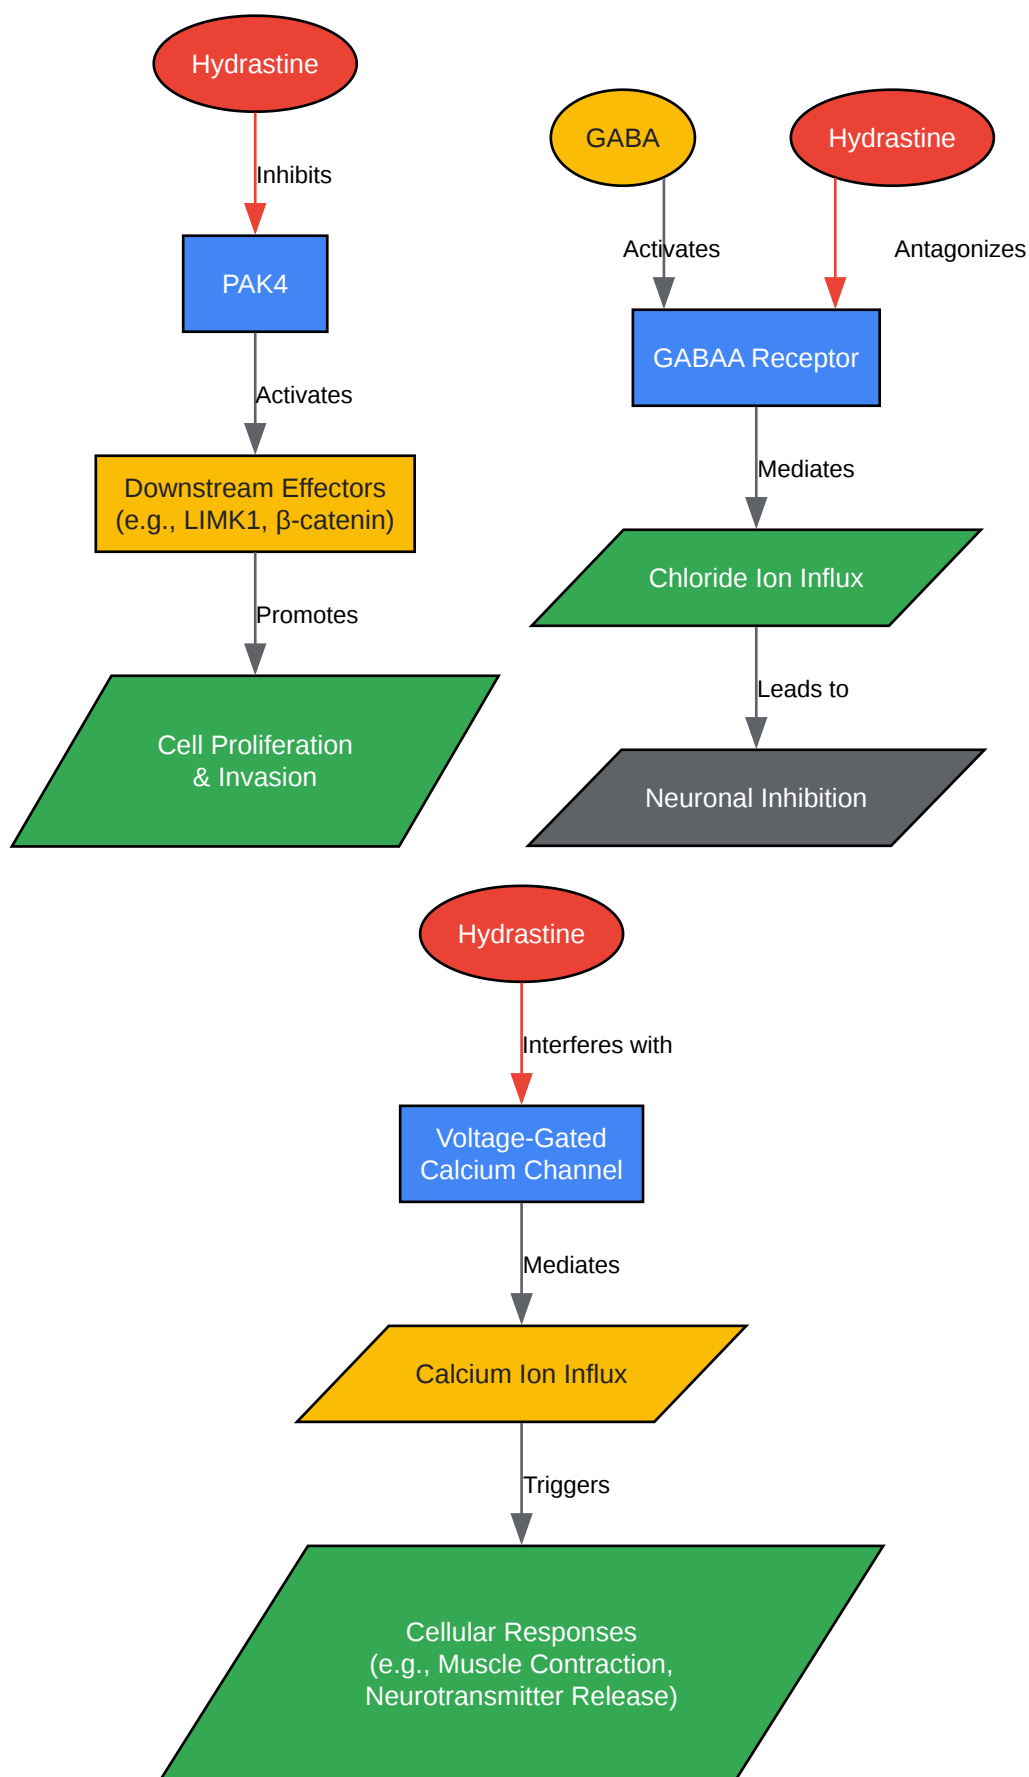 Hydrastine
Inhibits
PAK4
Activates
Downstream Effectors
(e.g., LIMK1, β-catenin)
Promotes
Cell Proliferation
& Invasion
GABA
Hydrastine
Activates
Antagonizes
GABAA Receptor
Mediates
Chloride Ion Influx
Leads to
Neuronal Inhibition
Hydrastine
Interferes with
Voltage-Gated
Calcium Channel
Mediates
Calcium Ion Influx
Triggers
Cellular Responses
(e.g., Muscle Contraction,
Neurotransmitter Release)